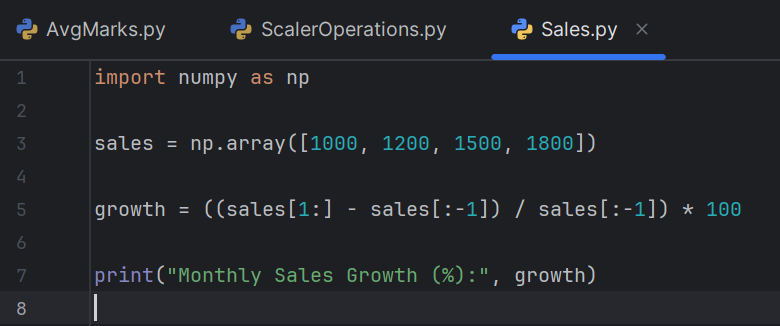 AvgMarks.py ScalerOperations.py Sales.py
1 import numpy as np
2
3 sales = np.array([1000, 1200, 1500, 1800])
4
5 growth = ((sales[1:] - sales[:-1]) / sales[:-1]) * 100
6
7 print("Monthly Sales Growth (%):", growth)
8